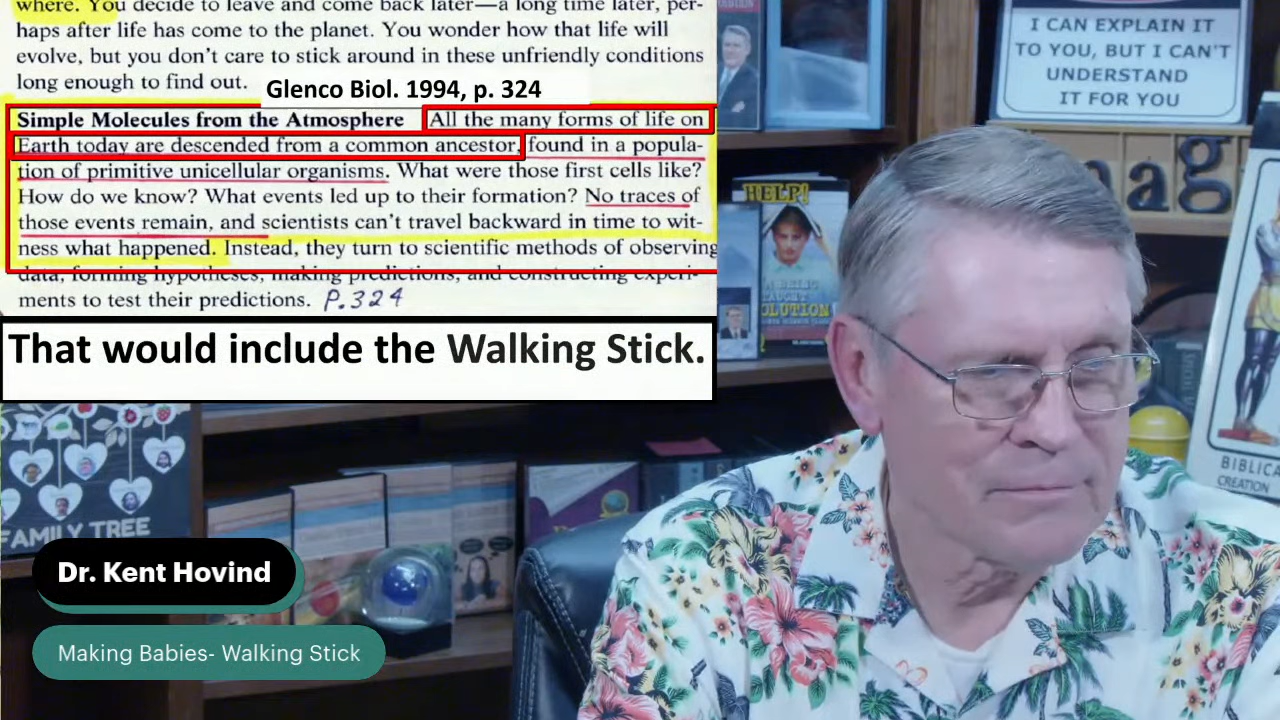 where. You decide to leave and come back later—a long time later, per-
haps after life has come to the planet. You wonder how that life will
evolve, but you don't care to stick around in these unfriendly conditions
long enough to find out.
Glenco Biol. 1994, p. 324
Simple Molecules from the Atmosphere All the many forms of life on
Earth today are descended from a common ancestor, found in a popula-
tion of primitive unicellular organisms. What were those first cells like?
How do we know? What events led up to their formation? No traces of
those events remain, and scientists can't travel backward in time to wit-
ness what happened. Instead, they turn to scientific methods of observing
data, forming hypotheses, making predictions, and constructing experi-
ments to test their predictions. P.324
That would include the Walking Stick.
I CAN EXPLAIN IT
TO YOU, BUT I CAN'T
UNDERSTAND
IT FOR YOU
HELP!
BEING
TAUGHT
OLUTION
BIBLICA
CREATION
FAMILY TREE
Dr. Kent Hovind
Making Babies- Walking Stick